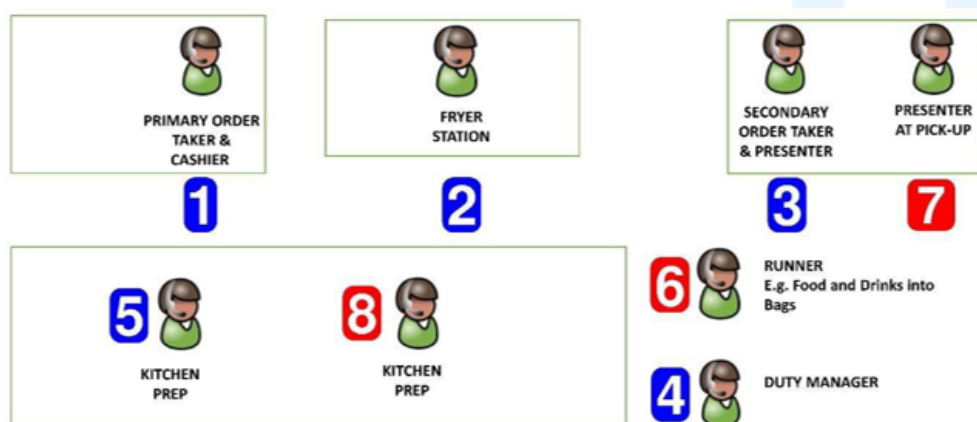 PRIMARY ORDER
TAKER &
CASHIER
1
FRYER
STATION
2
SECONDARY
ORDER TAKER
& PRESENTER
3
PRESENTER
AT PICK-UP
7
5
KITCHEN
PREP
8
KITCHEN
PREP
6
RUNNER
E.g. Food and Drinks into
Bags
4
DUTY MANAGER